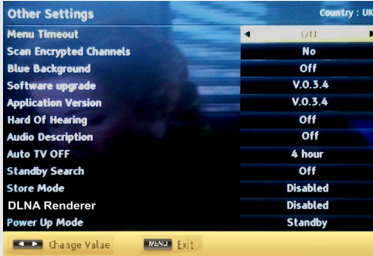 Other Settings Country : UK
Menu Timeout Off
Scan Encrypted Channels No
Blue Background Off
Software upgrade V.0.3.4
Application Version V.0.3.4
Hard Of Hearing Off
Audio Description Off
Auto TV OFF 4 hour
Standby Search Off
Store Mode Disabled
DLNA Renderer Disabled
Power Up Mode Standby
Change Value MENU Exit